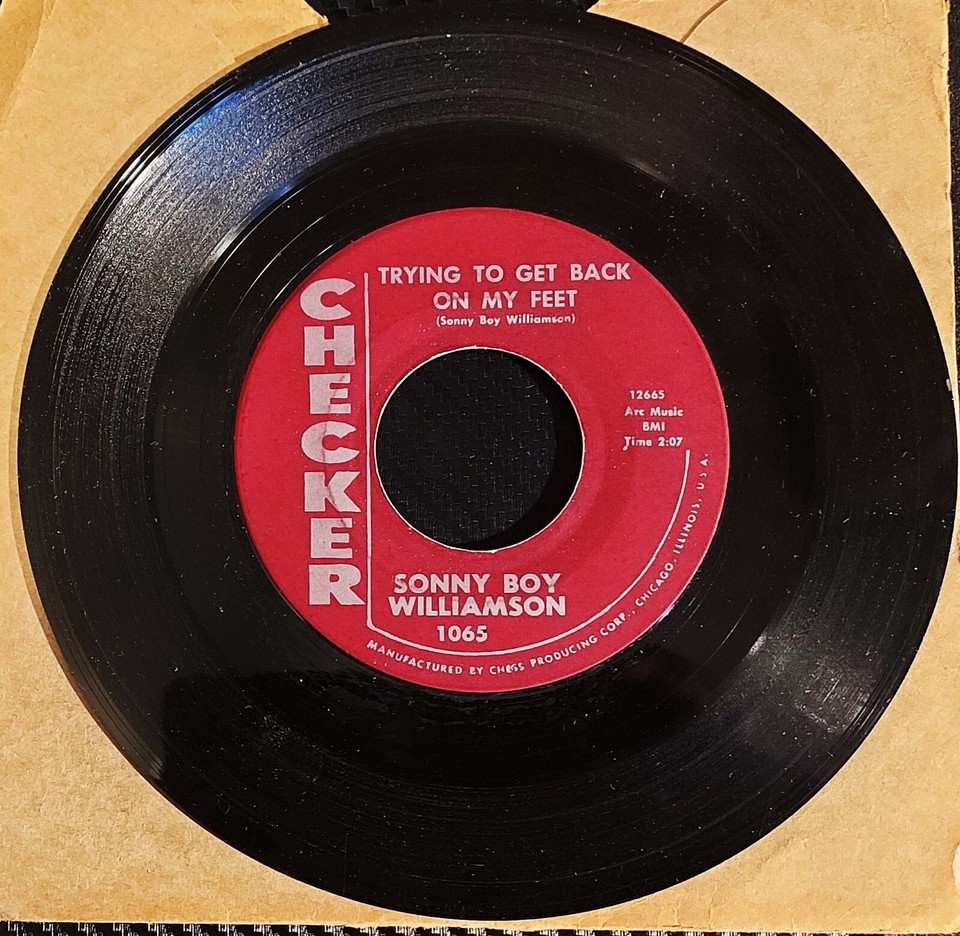 CHECKER
TRYING TO GET BACK
ON MY FEET
(Sonny Boy Williamson)
12665
Arc Music
BMI
Time 2:07
SONNY BOY
WILLIAMSON
1065
MANUFACTURED BY CHESS PRODUCING CORP., CHICAGO, ILLINOIS, U.S.A.